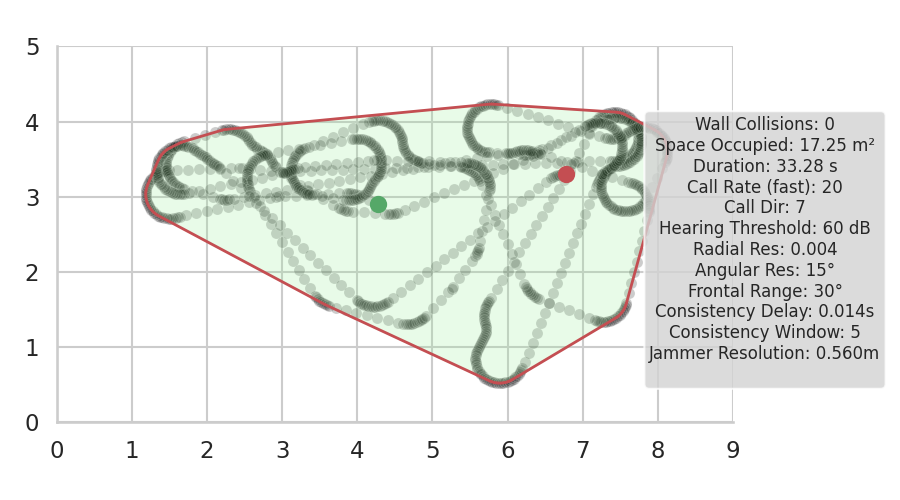 5
4
3
2
1
0
0 1 2 3 4 5 6 7 8 9
Wall Collisions: 0
Space Occupied: 17.25 m²
Duration: 33.28 s
Call Rate (fast): 20
Call Dir: 7
Hearing Threshold: 60 dB
Radial Res: 0.004
Angular Res: 15°
Frontal Range: 30°
Consistency Delay: 0.014s
Consistency Window: 5
Jammer Resolution: 0.560m